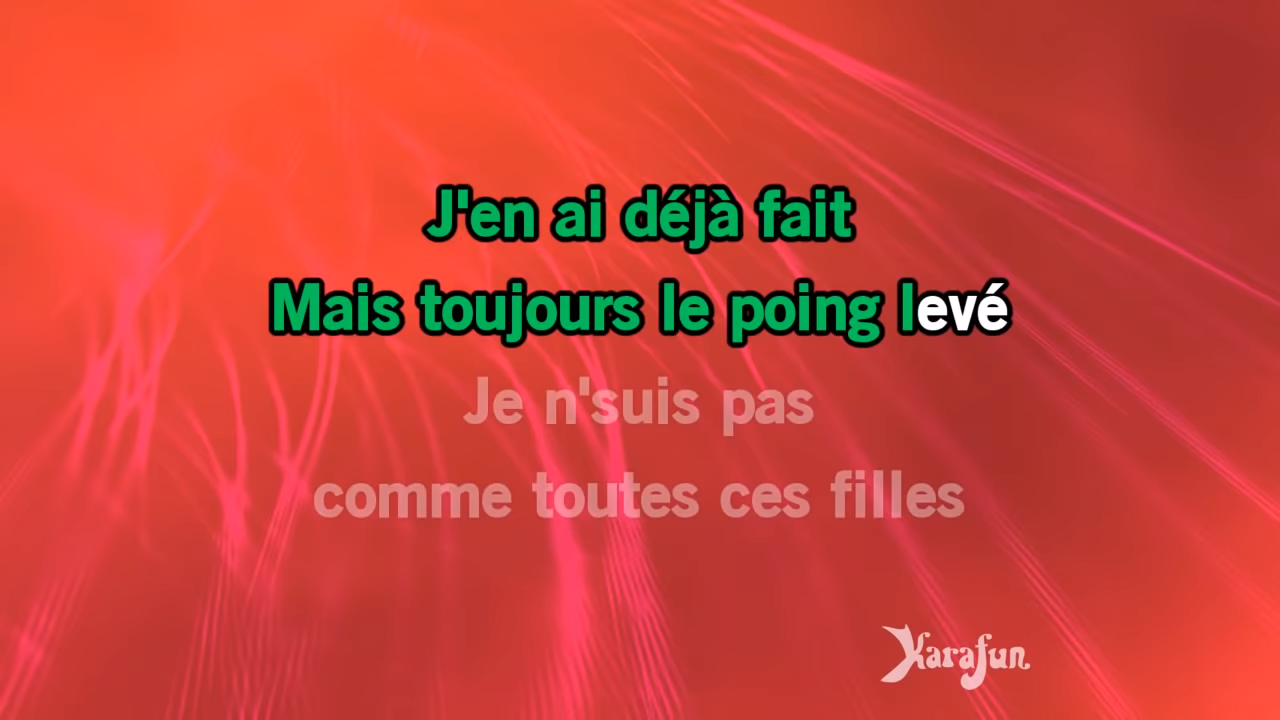 J'en ai déjà fait
Mais toujours le poing levé
Je n'suis pas
comme toutes ces filles
Karafun